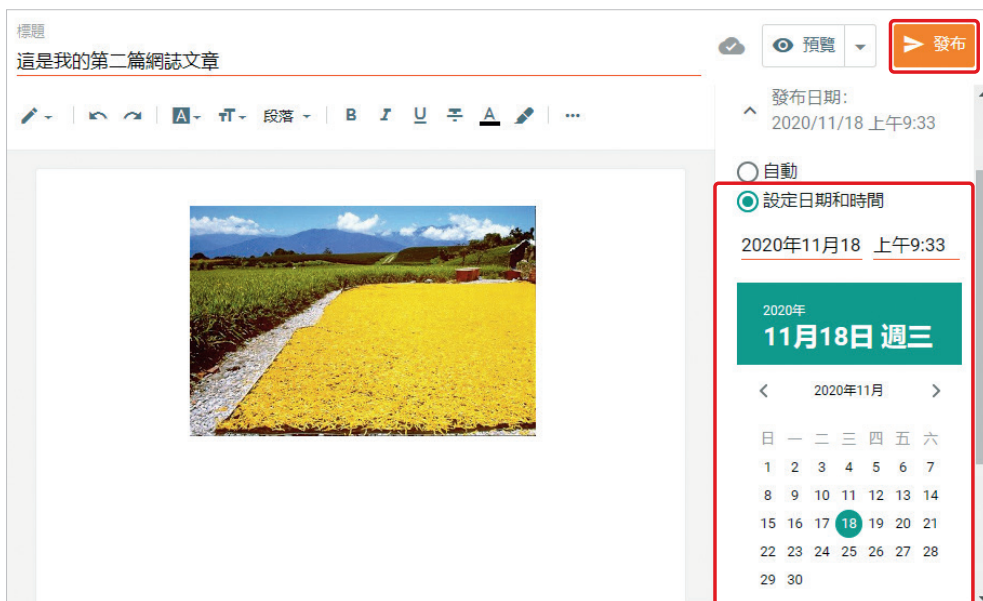 標題
這是我的第二篇網誌文章
預覽
發布
A
тT
段落
B I U A
...
發布日期:
2020/11/18 上午9:33
自動
設定日期和時間
2020年11月18 上午9:33
2020年
11月18日 週三
2020年11月
日 一 二 三 四 五 六
1 2 3 4 5 6 7
8 9 10 11 12 13 14
15 16 17 18 19 20 21
22 23 24 25 26 27 28
29 30